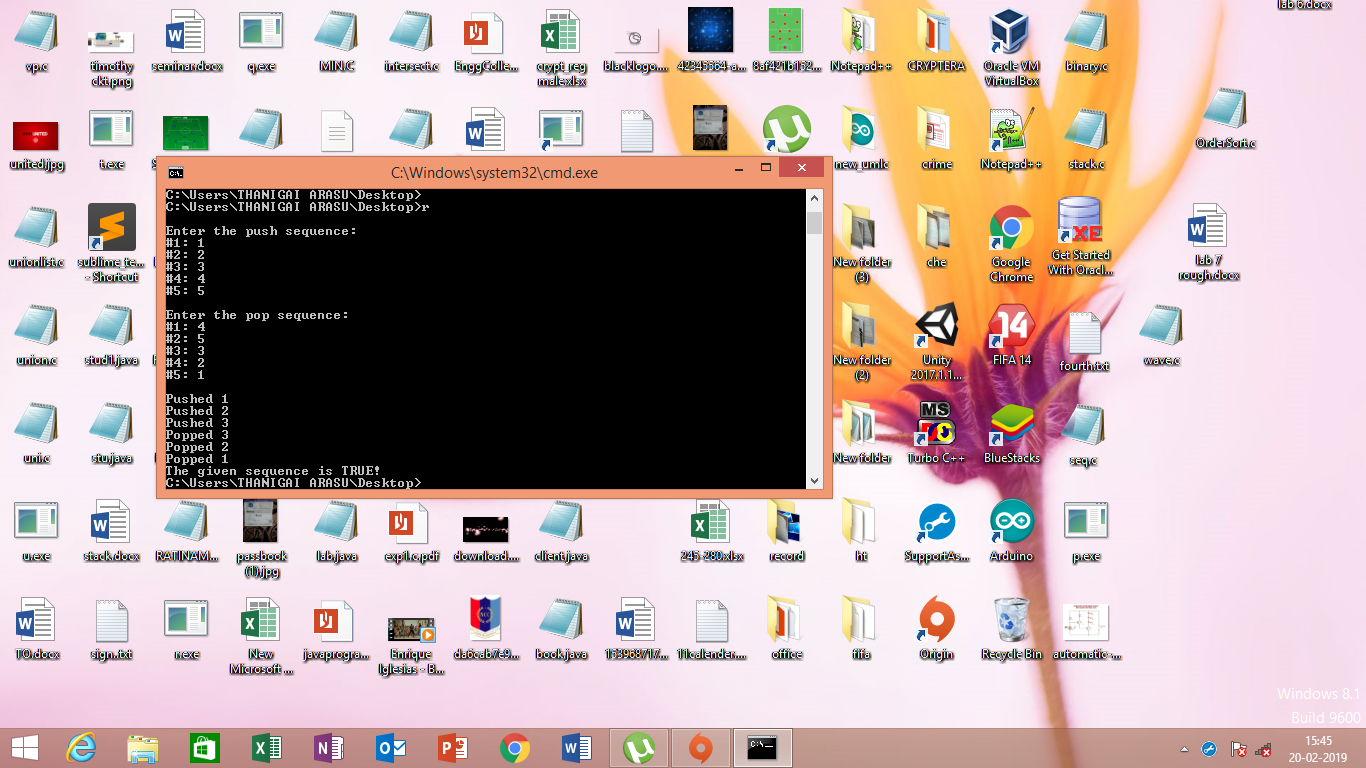 lab 6.docx
vp.c
timothy
ckt.png
seminar.docx
q.exe
MIN.C
intersect.c
EnggColle...
crypt_reg
male.xlsx
blacklogo....
42345364-a...
8af421b152...
Notepad++
CRYPTERA
Oracle VM
VirtualBox
binary.c
UNITED
united.jpg
t.exe
new_umlc
crime
Notepad++
stack.c
OrderSort.c
C:\Windows\system32\cmd.exe
C:\Users\THANIGAI ARASU\Desktop>
C:\Users\THANIGAI ARASU\Desktop>r
Enter the push sequence:
#1: 1
#2: 2
#3: 3
#4: 4
#5: 5
Enter the pop sequence:
#1: 4
#2: 5
#3: 3
#4: 2
#5: 1
Pushed 1
Pushed 2
Pushed 3
Popped 3
Popped 2
Popped 1
The given sequence is TRUE!
C:\Users\THANIGAI ARASU\Desktop>
unionlist.c
sublime_te...
- Shortcut
New folder
(3)
che
Google
Chrome
XE
Get Started
With Oracl...
lab 7
rough.docx
union.c
stud1.java
New folder
(2)
Unity
2017.1.1...
14
FIFA 14
fourth.txt
wave.c
uni.c
stu.java
New folder
MS
Turbo C++
BlueStacks
seq.c
u.exe
stack.docx
RATINAM...
passbook
(1).jpg
lab.java
exp1.c.pdf
download....
client.java
245-280.xlsx
record
ht
SupportAs...
Arduino
p.exe
TO.docx
sign..txt
r.exe
New
Microsoft ...
javaprogra...
Enrique
Iglesias - B...
da6cab7e9...
book.java
153968717...
11calender....
office
fifa
Origin
Recycle Bin
automatic-...
Windows 8.1
Build 9600
15:45
20-02-2019